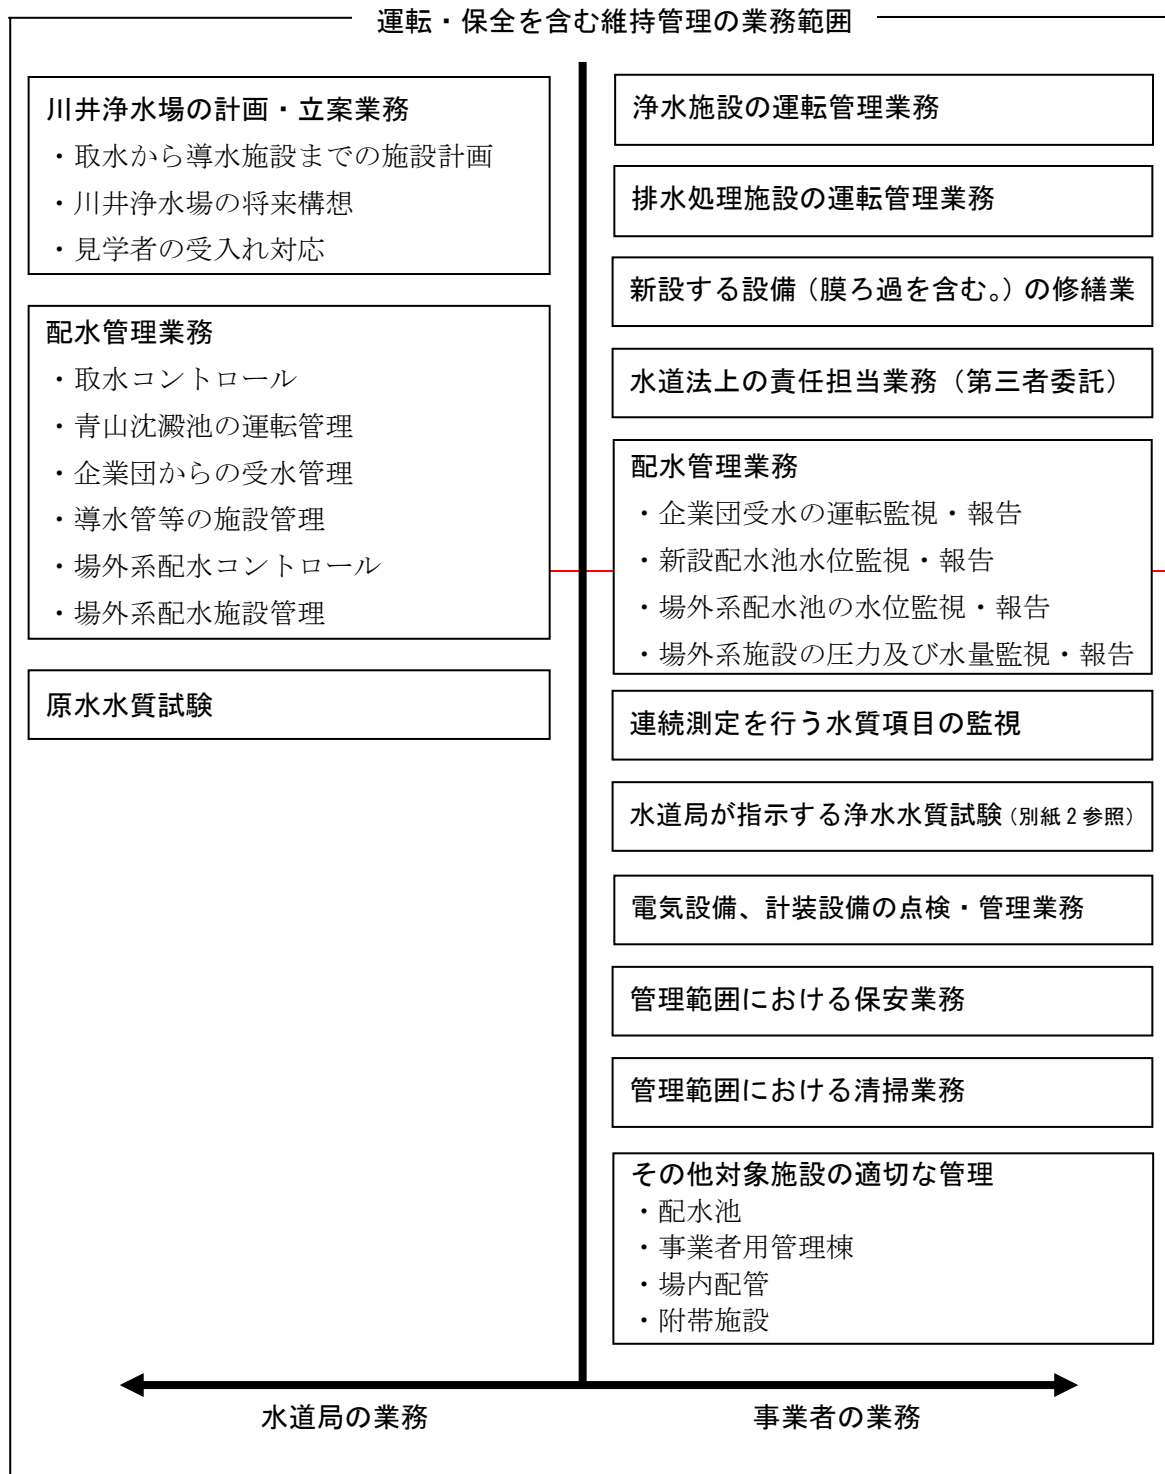 運転・保全を含む維持管理の業務範囲
川井浄水場の計画・立案業務
・取水から導水施設までの施設計画
・川井浄水場の将来構想
・見学者の受入れ対応
配水管理業務
・取水コントロール
・青山沈澱池の運転管理
・企業団からの受水管理
・導水管等の施設管理
・場外系配水コントロール
・場外系配水施設管理
原水水質試験
浄水施設の運転管理業務
排水処理施設の運転管理業務
新設する設備（膜ろ過を含む。）の修繕業
水道法上の責任担当業務（第三者委託）
配水管理業務
・企業団受水の運転監視・報告
・新設配水池水位監視・報告
・場外系配水池の水位監視・報告
・場外系施設の圧力及び水量監視・報告
連続測定を行う水質項目の監視
水道局が指示する浄水水質試験（別紙２参照）
電気設備、計装設備の点検・管理業務
管理範囲における保安業務
管理範囲における清掃業務
その他対象施設の適切な管理
・配水池
・事業者用管理棟
・場内配管
・附帯施設
水道局の業務
事業者の業務